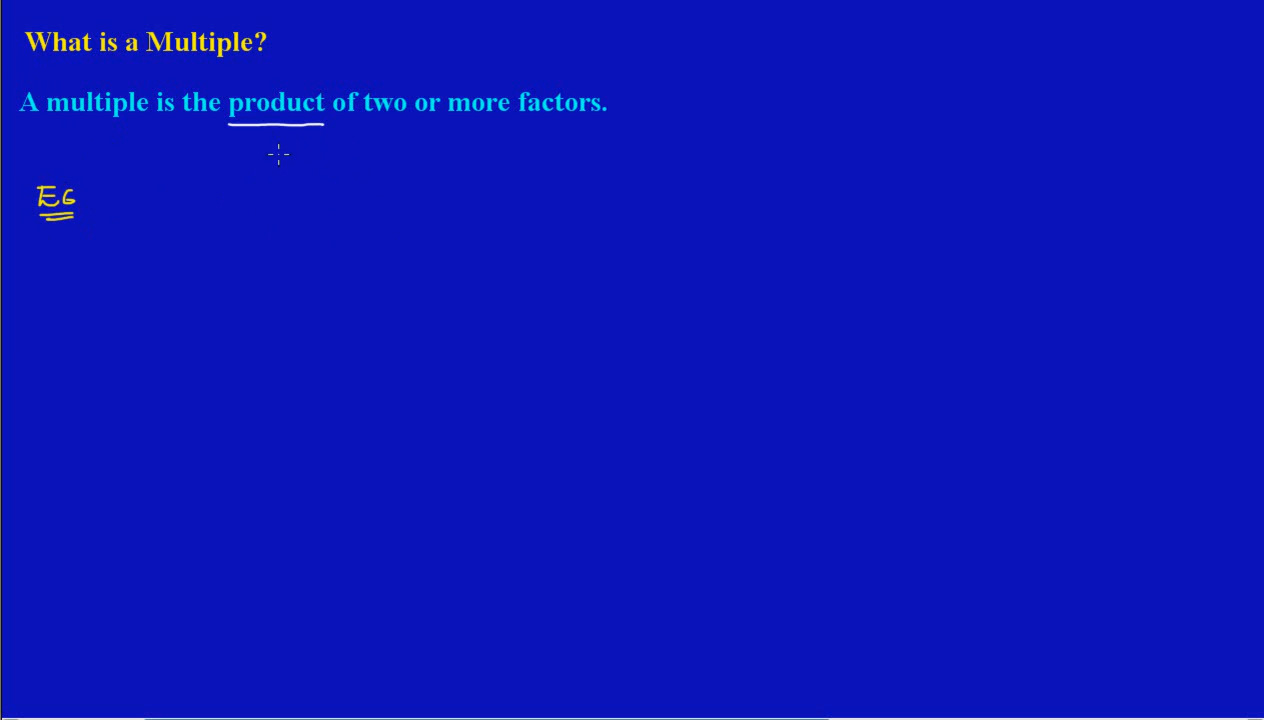 What is a Multiple?
A multiple is the product of two or more factors.
EG